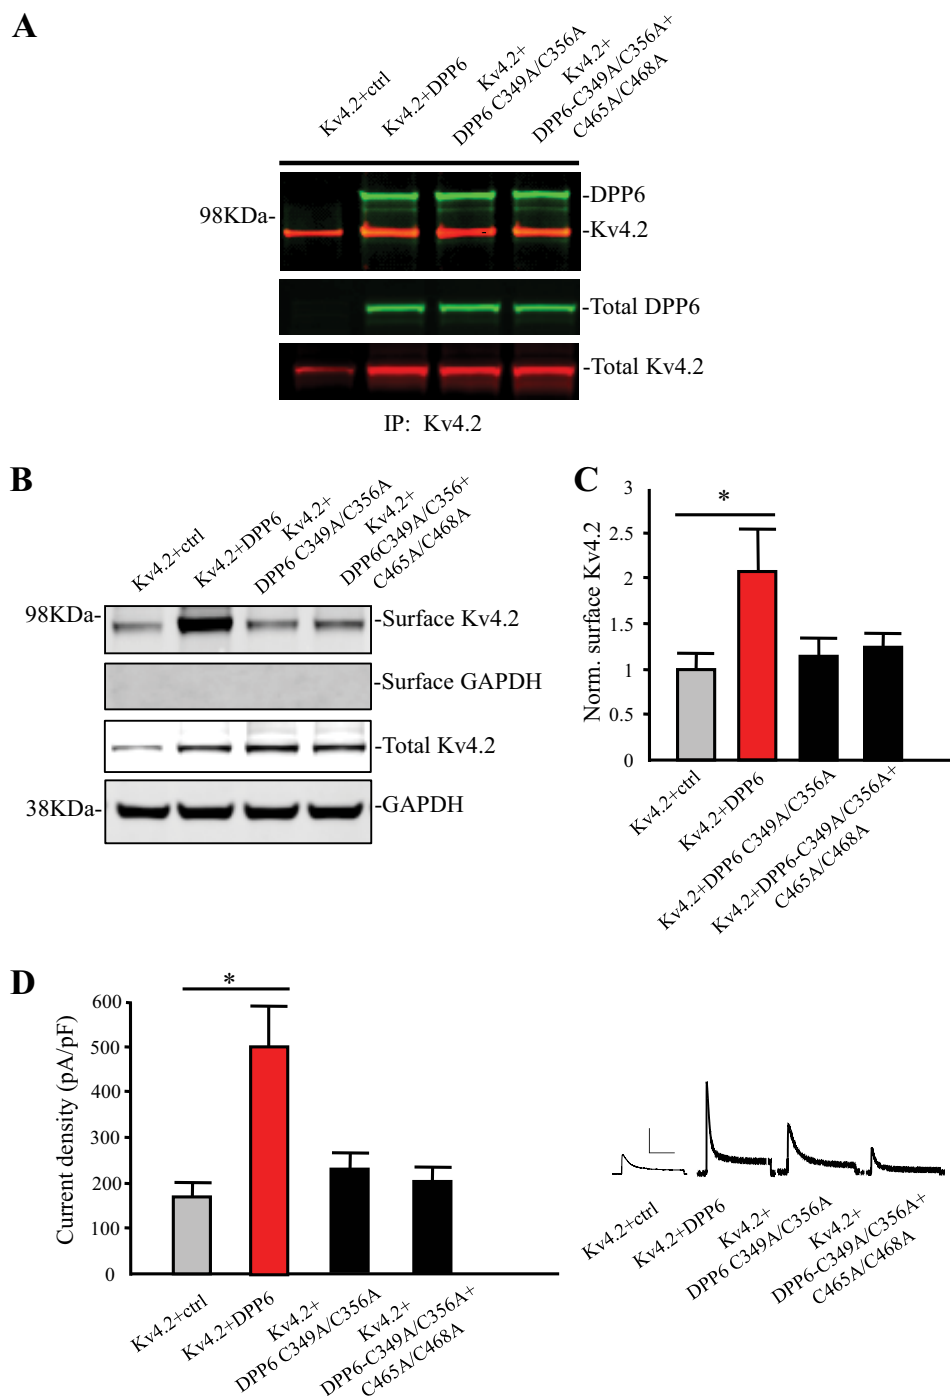 A
Kv4.2+ctrl
Kv4.2+DPP6
Kv4.2+
DPP6 C349A/C356A
Kv4.2+
DPP6-C349A/C356A+
C465A/C468A
98KDa-
-DPP6
-Kv4.2
-Total DPP6
-Total Kv4.2
IP: Kv4.2
B
Kv4.2+ctrl
Kv4.2+DPP6
Kv4.2+
DPP6 C349A/C356A
Kv4.2+
DPP6C349A/C356+
C465A/C468A
98KDa-
-Surface Kv4.2
-Surface GAPDH
-Total Kv4.2
38KDa-
-GAPDH
C
Norm. surface Kv4.2
3
2.5
2
1.5
1
0.5
0
*
Kv4.2+ctrl
Kv4.2+DPP6
Kv4.2+DPP6 C349A/C356A
Kv4.2+DPP6-C349A/C356A+
C465A/C468A
D
Current density (pA/pF)
600
500
400
300
200
100
0
*
Kv4.2+ctrl
Kv4.2+DPP6
Kv4.2+
DPP6 C349A/C356A
Kv4.2+
DPP6-C349A/C356A+
C465A/C468A
Kv4.2+ctrl
Kv4.2+DPP6
Kv4.2+
DPP6 C349A/C356A
Kv4.2+
DPP6-C349A/C356A+
C465A/C468A